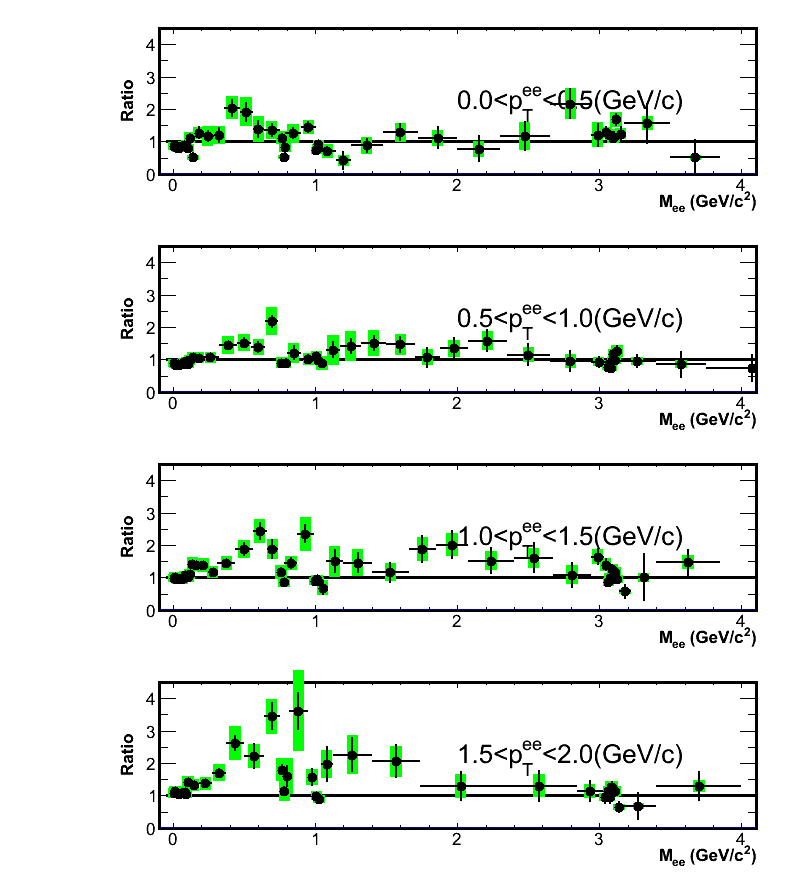 4
3
2
1
0
Ratio
0.0<p_T^ee<0.5(GeV/c)
0 1 2 3 4
M_ee (GeV/c^2)
4
3
2
1
0
Ratio
0.5<p_T^ee<1.0(GeV/c)
0 1 2 3 4
M_ee (GeV/c^2)
4
3
2
1
0
Ratio
1.0<p_T^ee<1.5(GeV/c)
0 1 2 3 4
M_ee (GeV/c^2)
4
3
2
1
0
Ratio
1.5<p_T^ee<2.0(GeV/c)
0 1 2 3 4
M_ee (GeV/c^2)